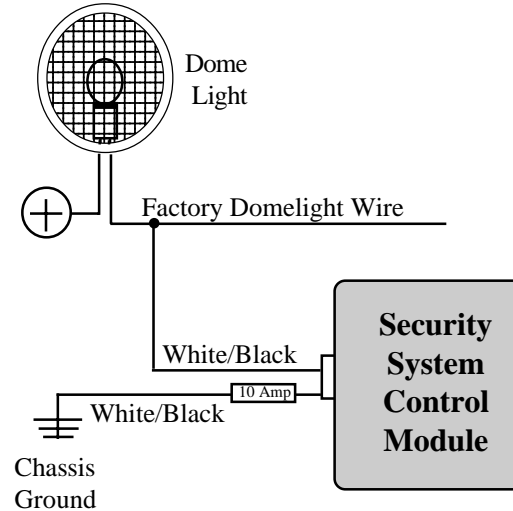 Dome
Light
Factory Domelight Wire
White/Black
10 Amp
White/Black
Security
System
Control
Module
Chassis
Ground